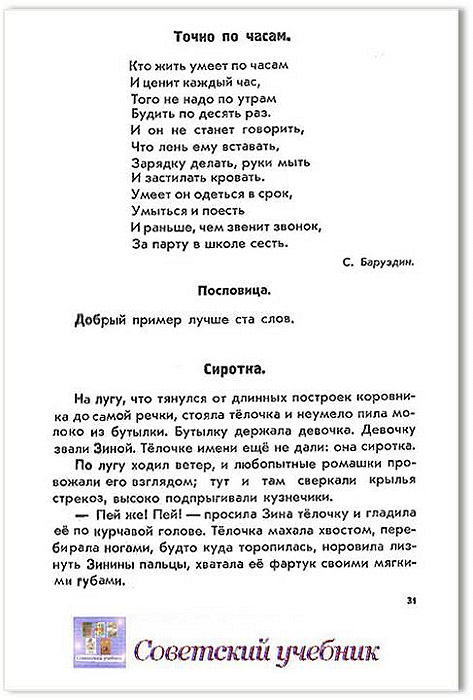 Точно по часам.
Кто жить умеет по часам
И ценит каждый час,
Того не надо по утрам
Будить по десять раз.
И он не станет говорить,
Что лень ему вставать,
Зарядку делать, руки мыть
И застилать кровать.
Умеет он одеться в срок,
Умыться и поесть
И раньше, чем звенит звонок,
За парту в школе сесть.
С. Баруздин.
Пословица.
Добрый пример лучше ста слов.
Сиротка.
На лугу, что тянулся от длинных построек коровни-
ка до самой речки, стояла тёлочка и неумело пила мо-
локо из бутылки. Бутылку держала девочка. Девочку
звали Зиной. Тёлочке имени ещё не дали: она сиротка.
По лугу ходил ветер, и любопытные ромашки про-
вожали его взглядом; тут и там сверкали крылья
стрекоз, высоко подпрыгивали кузнечики.
— Пей же! Пей! — просила Зина тёлочку и гладила
её по курчавой голове. Тёлочка махала хвостом, пере-
бирала ногами, будто куда торопилась, норовила лиз-
нуть Зинины пальцы, хватала её фартук своими мягки-
ми губами.
31
Советский учебник